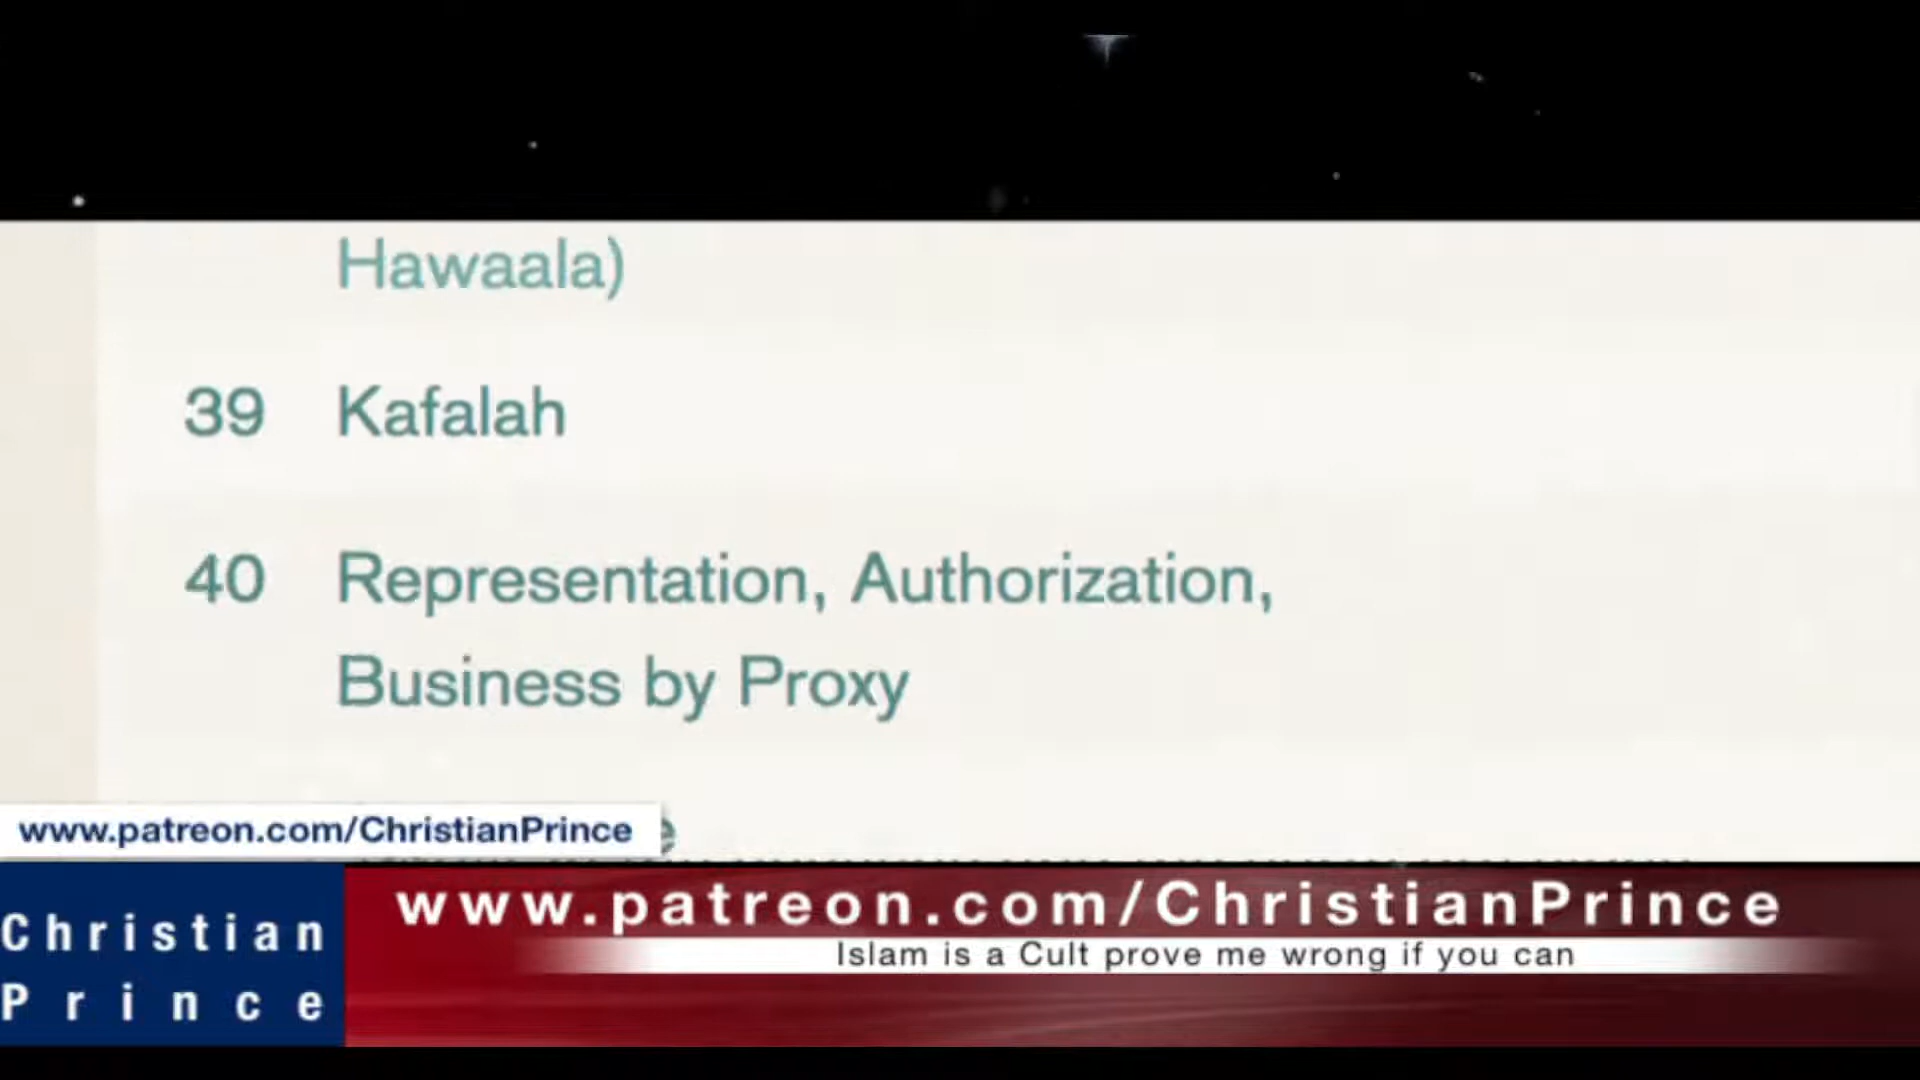 Hawaala)
39 Kafalah
40 Representation, Authorization,
Business by Proxy
www.patreon.com/ChristianPrince
www.patreon.com/ChristianPrince
Islam is a Cult prove me wrong if you can
Christian
Prince